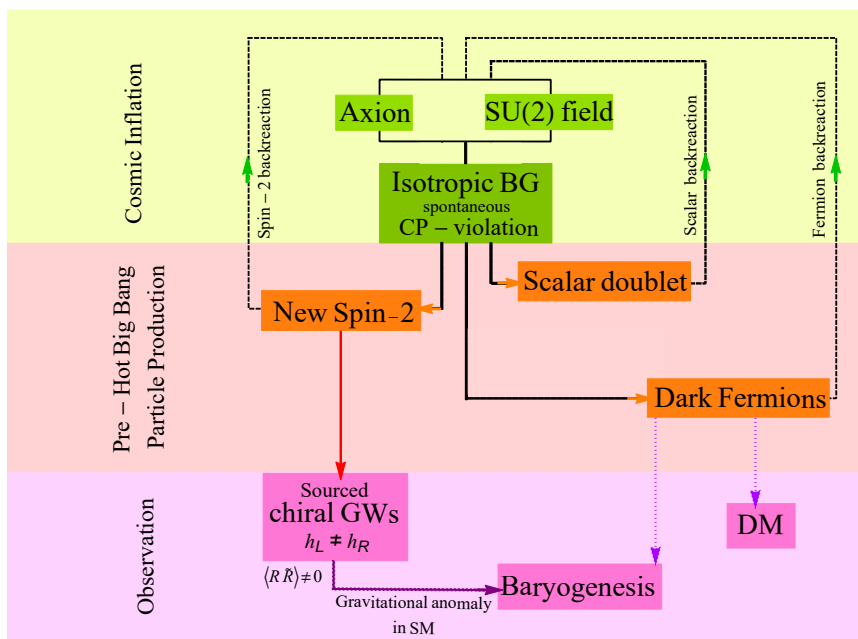 Cosmic Inflation
Spin – 2 backreaction
Axion
SU(2) field
Isotropic BG
spontaneous
CP – violation
Scalar backreaction
Fermion backreaction
Pre – Hot Big Bang
Particle Production
New Spin-2
Scalar doublet
Dark Fermions
Observation
Sourced
chiral GWs
h_L ≠ h_R
⟨R R̃⟩≠0
Gravitational anomaly
in SM
Baryogenesis
DM